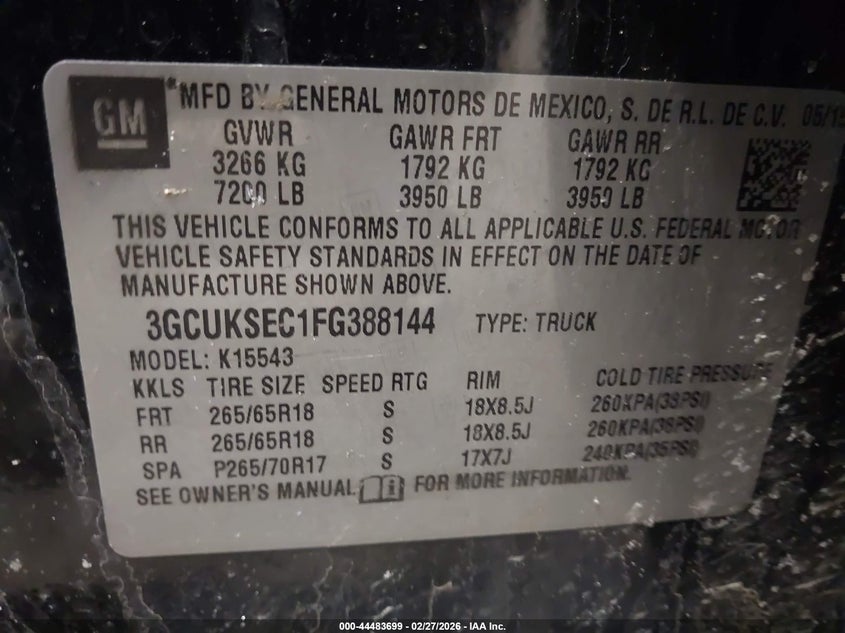 GM
*MFD BY GENERAL MOTORS DE MEXICO, S. DE R.L. DE C.V. 05/15
GVWR GAWR FRT GAWR RR
3266 KG 1792 KG 1792 KG
7200 LB 3950 LB 3950 LB
THIS VEHICLE CONFORMS TO ALL APPLICABLE U.S. FEDERAL MOTOR
VEHICLE SAFETY STANDARDS IN EFFECT ON THE DATE OF
MANUFACTURE SHOWN ABOVE.
3GCUKSEC1FG388144 TYPE: TRUCK
MODEL: K15543
KKLS TIRE SIZE SPEED RTG RIM COLD TIRE PRESSURE
FRT 265/65R18 S 18X8.5J 260KPA(38PSI)
RR 265/65R18 S 18X8.5J 260KPA(38PSI)
SPA P265/70R17 S 17X7J 240KPA(35PSI)
SEE OWNER'S MANUAL FOR MORE INFORMATION.
000-44483699 - 02/27/2026 - IAA Inc.